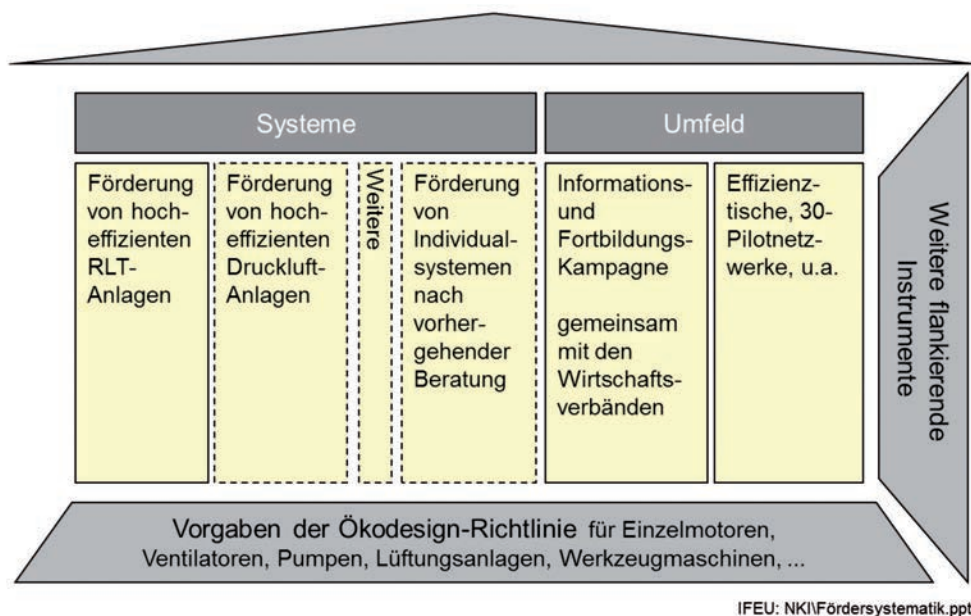 Systeme
Umfeld
Förderung
von hoch-
effizienten
RLT-
Anlagen
Förderung
von hoch-
effizienten
Druckluft-
Anlagen
Weitere
Förderung
von
Individual-
systemen
nach
vorher-
gehender
Beratung
Informations-
und
Fortbildungs-
Kampagne
gemeinsam
mit den
Wirtschafts-
verbänden
Effizienz-
tische, 30-
Pilotnetz-
werke, u.a.
Weitere flankierende
Instrumente
Vorgaben der Ökodesign-Richtlinie für Einzelmotoren,
Ventilatoren, Pumpen, Lüftungsanlagen, Werkzeugmaschinen, ...
IFEU: NKI\Fördersystematik.ppt